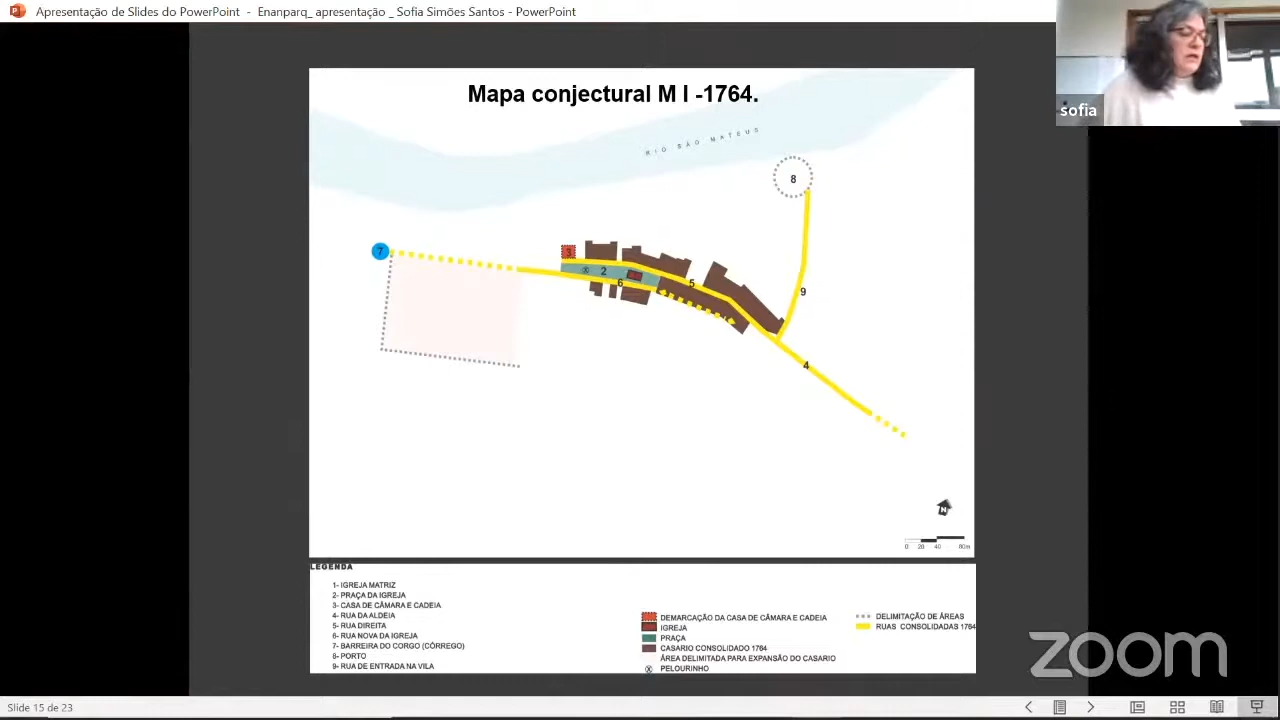 Apresentação de Slides do PowerPoint - Enanparq_ apresentação _ Sofia Simões Santos - PowerPoint
sofia
Mapa conjectural M I -1764.
RIO SÃO MATEUS
8
7
3
2
5
6
9
4
N
0 20 40 80m
LEGENDA
1- IGREJA MATRIZ
2- PRAÇA DA IGREJA
3- CASA DE CÂMARA E CADEIA
4- RUA DA ALDEIA
5- RUA DIREITA
6- RUA NOVA DA IGREJA
7- BARREIRA DO CORGO (CÓRREGO)
8- PORTO
9- RUA DE ENTRADA NA VILA
DEMARCAÇÃO DA CASA DE CÂMARA E CADEIA
IGREJA
PRAÇA
CASARIO CONSOLIDADO 1764
ÁREA DELIMITADA PARA EXPANSÃO DO CASARIO
PELOURINHO
DELIMITAÇÃO DE ÁREAS
RUAS CONSOLIDADAS 1764
zoom
Slide 15 de 23